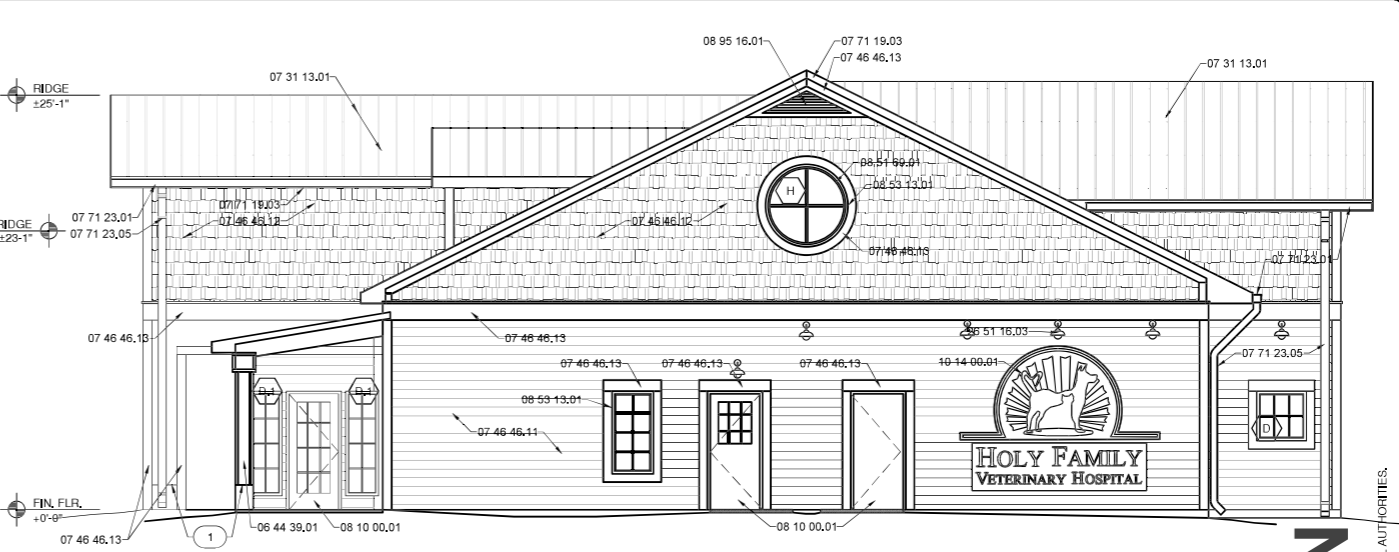 08 95 16.01
07 71 19.03
07 46 46.13
07 31 13.01
07 31 13.01
RIDGE
±25'-1"
08 51 69.01
H
08 53 13.01
07 71 19.03
07 46 46.12
07 46 46.12
07 71 23.01
07 71 23.05
RIDGE
±23-1"
07 46 46.13
07 71 23.01
07 46 46.13
07 46 46.13
06 51 16.03
07 71 23.05
07 46 46.13
07 46 46.13
07 46 46.13
10 14 00.01
D.1
D.1
08 53 13.01
07 46 46.11
D
HOLY FAMILY
VETERINARY HOSPITAL
FIN. FLR.
+0'-0"
07 46 46.13
1
06 44 39.01
08 10 00.01
08 10 00.01
AUTHORITIES.